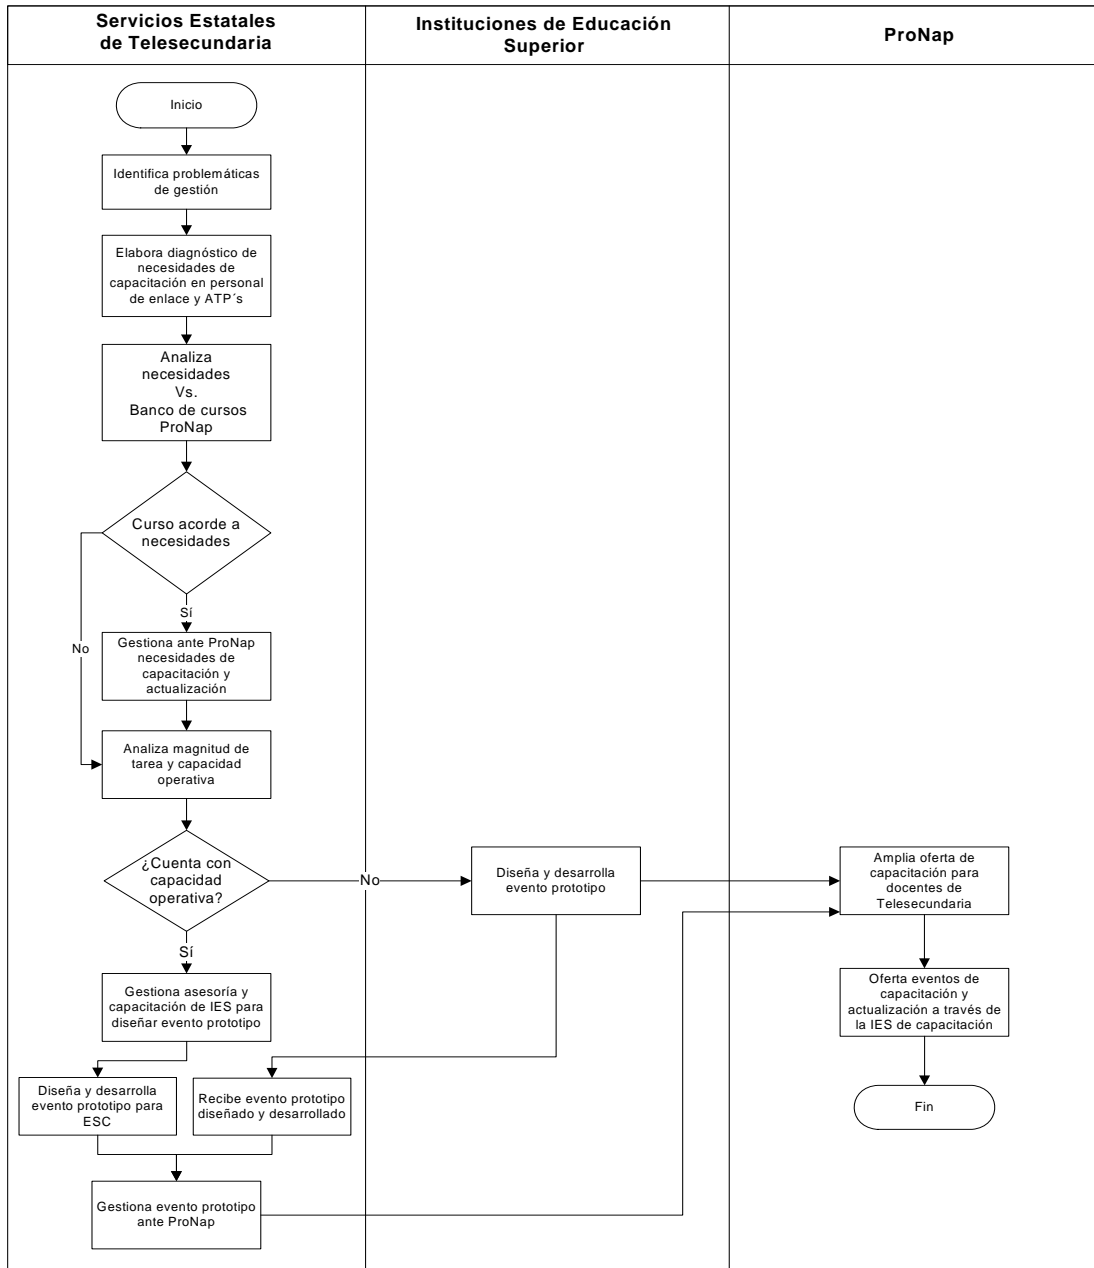 Servicios Estatales
de Telesecundaria
Instituciones de Educación
Superior
ProNap
Inicio
Identifica problemáticas
de gestión
Elabora diagnóstico de
necesidades de
capacitación en personal
de enlace y ATP´s
Analiza
necesidades
Vs.
Banco de cursos
ProNap
Curso acorde a
necesidades
Sí
No
Gestiona ante ProNap
necesidades de
capacitación y
actualización
Analiza magnitud de
tarea y capacidad
operativa
¿Cuenta con
capacidad
operativa?
No
Diseña y desarrolla
evento prototipo
Amplia oferta de
capacitación para
docentes de
Telesecundaria
Sí
Gestiona asesoría y
capacitación de IES para
diseñar evento prototipo
Oferta eventos de
capacitación y
actualización a través de
la IES de capacitación
Diseña y desarrolla
evento prototipo para
ESC
Recibe evento prototipo
diseñado y desarrollado
Fin
Gestiona evento prototipo
ante ProNap